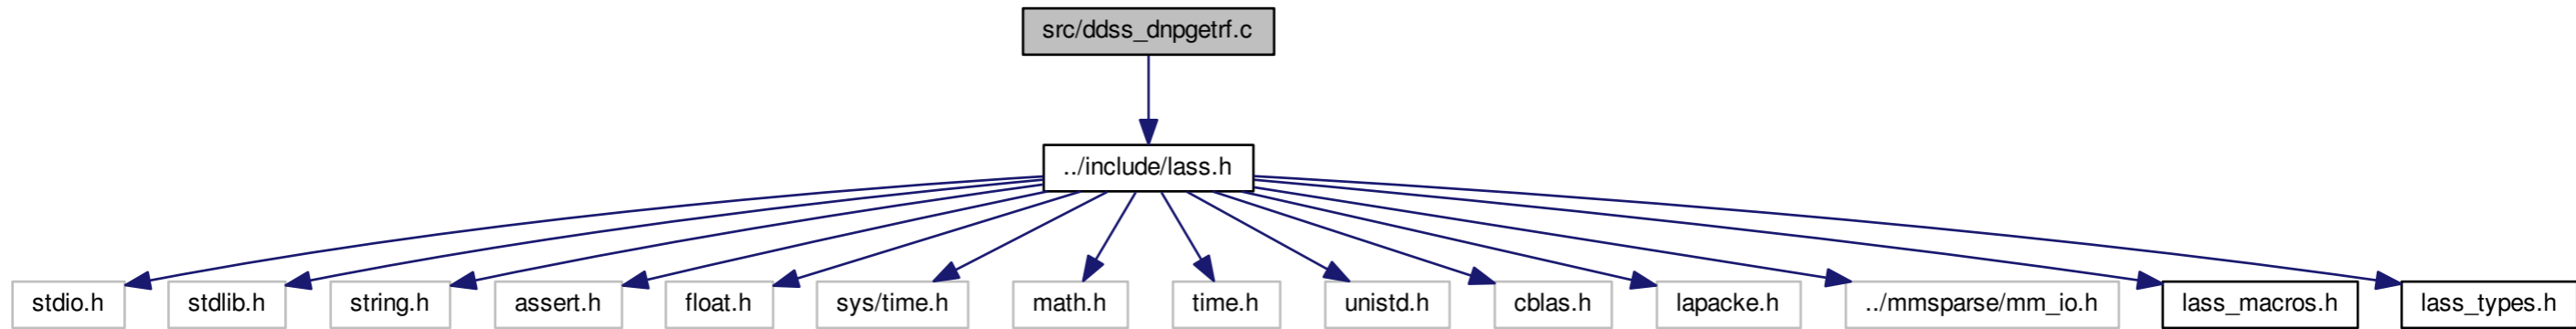 src/ddss_dnpgetrf.c
../include/lass.h
stdio.h
stdlib.h
string.h
assert.h
float.h
sys/time.h
math.h
time.h
unistd.h
cblas.h
lapacke.h
../mmsparse/mm_io.h
lass_macros.h
lass_types.h